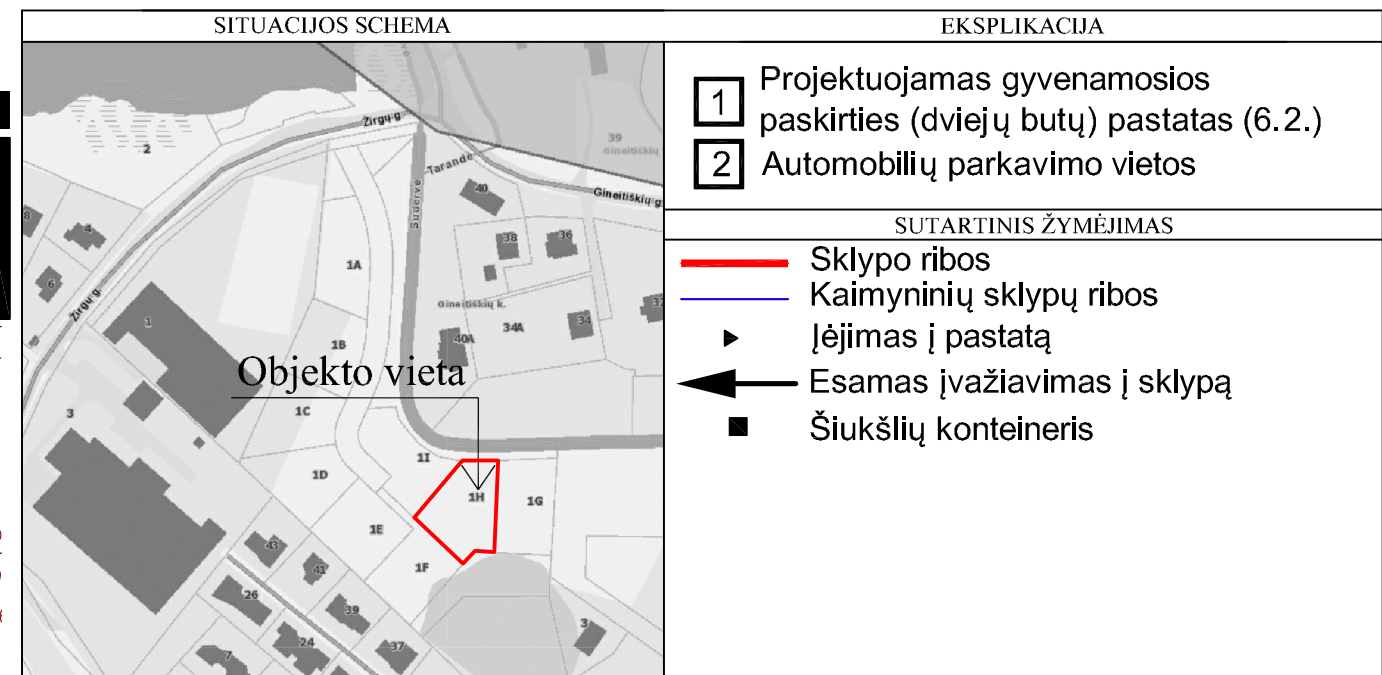 SITUACIJOS SCHEMA
EKSPLIKACIJA
1 Projektuojamas gyvenamosios
paskirties (dviejų butų) pastatas (6.2.)
2 Automobilių parkavimo vietos
SUTARTINIS ŽYMĖJIMAS
Sklypo ribos
Kaimyninių sklypų ribos
Įėjimas į pastatą
Esamas įvažiavimas į sklypą
Šiukšlių konteineris
Žirgų g.
2
39
Gineitiškių
Tarandė
Sudervė
40
Gineitiškių g.
8
4
38
36
1A
6
Žirgų g.
Gineitiškių k.
1
34A
34
1B
40A
Objekto vieta
3
1C
1I
1D
1H
1G
1E
43
1F
41
26
39
3
24
37
7